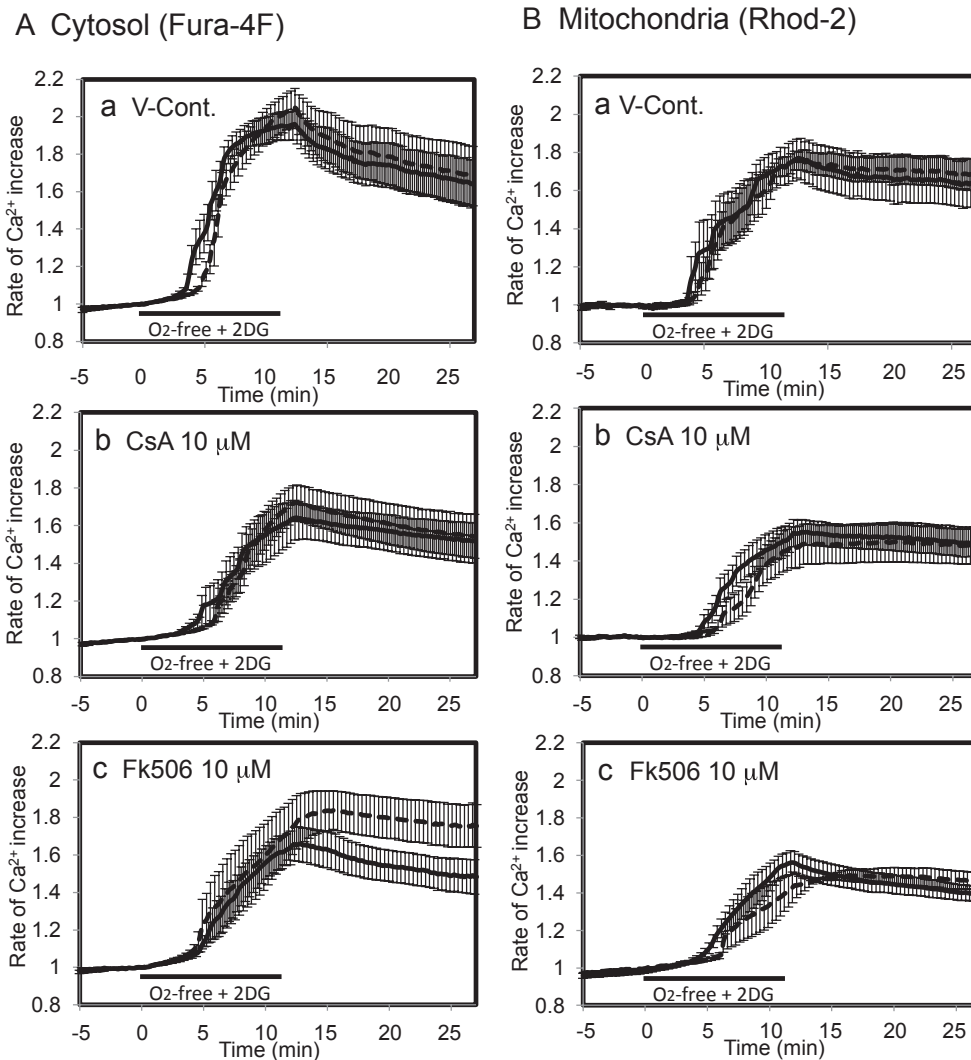 A Cytosol (Fura-4F)
B Mitochondria (Rhod-2)
a V-Cont.
Rate of Ca²⁺ increase
2.2
2
1.8
1.6
1.4
1.2
1
0.8
O₂-free + 2DG
-5 0 5 10 15 20 25
Time (min)
a V-Cont.
Rate of Ca²⁺ increase
2.2
2
1.8
1.6
1.4
1.2
1
0.8
O₂-free + 2DG
-5 0 5 10 15 20 25
Time (min)
b CsA 10 μM
Rate of Ca²⁺ increase
2.2
2
1.8
1.6
1.4
1.2
1
0.8
O₂-free + 2DG
-5 0 5 10 15 20 25
Time (min)
b CsA 10 μM
Rate of Ca²⁺ increase
2.2
2
1.8
1.6
1.4
1.2
1
0.8
O₂-free + 2DG
-5 0 5 10 15 20 25
Time (min)
c Fk506 10 μM
Rate of Ca²⁺ increase
2.2
2
1.8
1.6
1.4
1.2
1
0.8
O₂-free + 2DG
-5 0 5 10 15 20 25
Time (min)
c Fk506 10 μM
Rate of Ca²⁺ increase
2.2
2
1.8
1.6
1.4
1.2
1
0.8
O₂-free + 2DG
-5 0 5 10 15 20 25
Time (min)